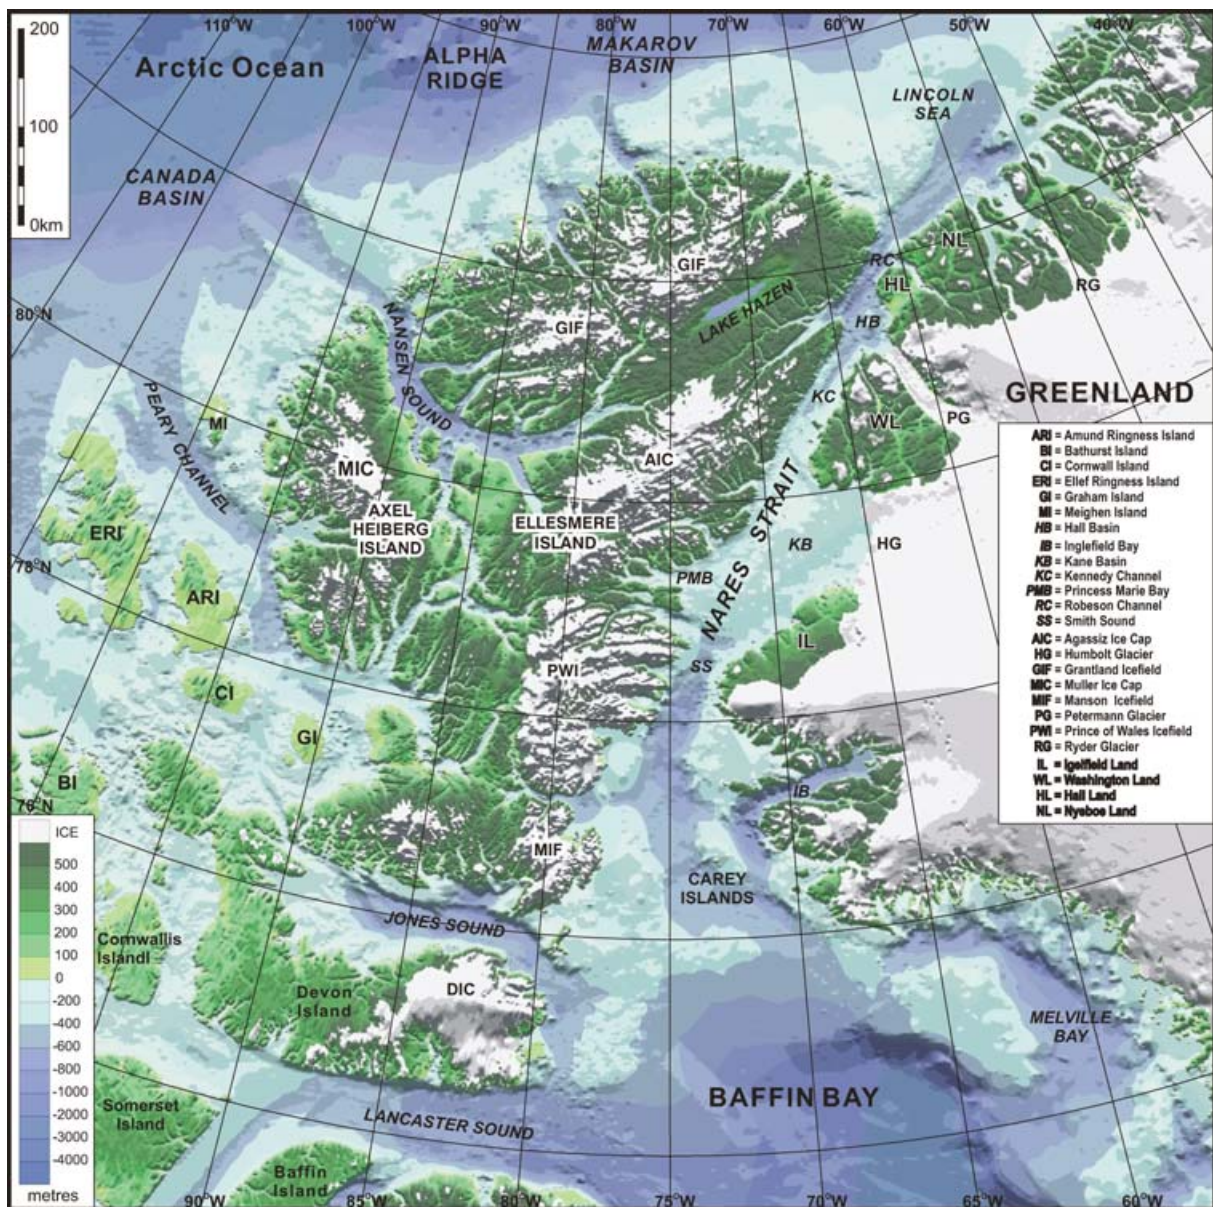 110°W
100°W
90°W
80°W
70°W
60°W
50°W
40°W
200
100
0km
Arctic Ocean
ALPHA
RIDGE
MAKAROV
BASIN
LINCOLN
SEA
CANADA
BASIN
NL
RC
HL
RG
GIF
LAKE HAZEN
HB
80°N
NANSEN SOUND
GIF
PEARY CHANNEL
MI
KC
WL
PG
GREENLAND
MIC
AIC
AXEL
HEIBERG
ISLAND
ELLESMERE
ISLAND
NARES STRAIT
ERI
KB
HG
78°N
ARI
PMB
IL
PWI
SS
CI
GI
BI
76°N
IB
MIF
CAREY
ISLANDS
JONES SOUND
Cornwallis
Islandl
Devon
Island
DIC
MELVILLE
BAY
BAFFIN BAY
Somerset
Island
LANCASTER SOUND
Baffin
Island
90°W
85°W
80°W
75°W
70°W
65°W
60°W
ARI = Amund Ringness Island
BI = Bathurst Island
CI = Cornwall Island
ERI = Ellef Ringness Island
GI = Graham Island
MI = Meighen Island
HB = Hall Basin
IB = Inglefield Bay
KB = Kane Basin
KC = Kennedy Channel
PMB = Princess Marie Bay
RC = Robeson Channel
SS = Smith Sound
AIC = Agassiz Ice Cap
HG = Humbolt Glacier
GIF = Grantland Icefield
MIC = Muller Ice Cap
MIF = Manson Icefield
PG = Petermann Glacier
PWI = Prince of Wales Icefield
RG = Ryder Glacier
IL = Igelfield Land
WL = Washington Land
HL = Hall Land
NL = Nyeboe Land
ICE
500
400
300
200
100
0
-200
-400
-600
-800
-1000
-2000
-3000
-4000
metres